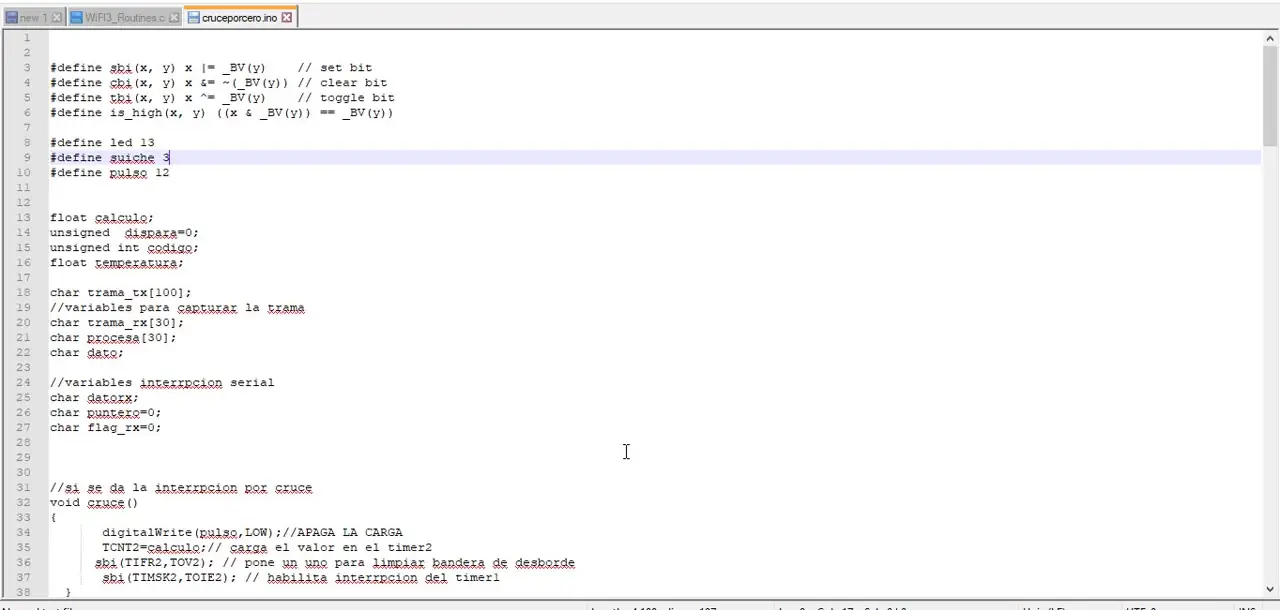 new 1 WiFi3_Routines.c cruceporcero.ino
1
2
3 #define sbi(x, y) x |= _BV(y) // set bit
4 #define cbi(x, y) x &= ~(_BV(y)) // clear bit
5 #define tbi(x, y) x ^= _BV(y) // toggle bit
6 #define is_high(x, y) ((x & _BV(y)) == _BV(y))
7
8 #define led 13
9 #define suiche 3
10 #define pulso 12
11
12
13 float calculo;
14 unsigned dispara=0;
15 unsigned int codigo;
16 float temperatura;
17
18 char trama_tx[100];
19 //variables para capturar la trama
20 char trama_rx[30];
21 char procesa[30];
22 char dato;
23
24 //variables interrpcion serial
25 char datorx;
26 char puntero=0;
27 char flag_rx=0;
28
29
30
31 //si se da la interrpcion por cruce
32 void cruce()
33 {
34 digitalWrite(pulso,LOW);//APAGA LA CARGA
35 TCNT2=calculo;// carga el valor en el timer2
36 sbi(TIFR2,TOV2); // pone un uno para limpiar bandera de desborde
37 sbi(TIMSK2,TOIE2); // habilita interrpcion del timer1
38 }